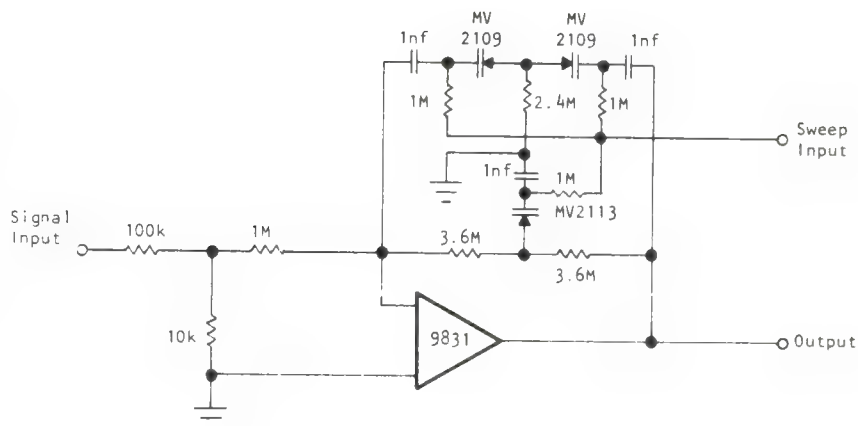 MV
2109
MV
2109
1nf
1nf
1M
2.4M
1M
Sweep
Input
1nf
1M
MV2113
Signal
Input
100k
1M
3.6M
3.6M
10k
9831
Output